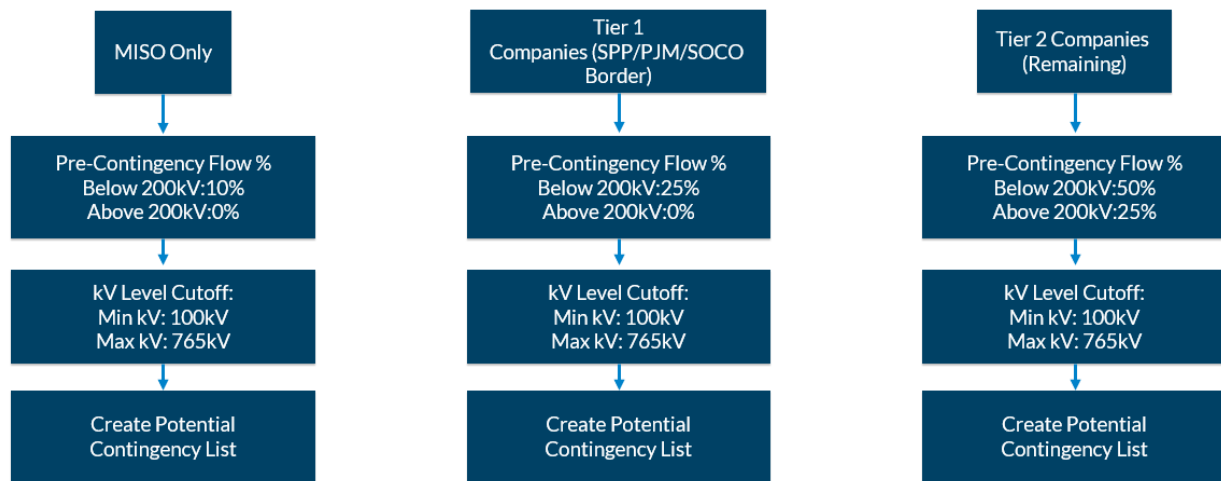 MISO Only
Pre-Contingency Flow %
Below 200kV:10%
Above 200kV:0%
kV Level Cutoff:
Min kV: 100kV
Max kV: 765kV
Create Potential
Contingency List
Tier 1
Companies (SPP/PJM/SOCO
Border)
Pre-Contingency Flow %
Below 200kV:25%
Above 200kV:0%
kV Level Cutoff:
Min kV: 100kV
Max kV: 765kV
Create Potential
Contingency List
Tier 2 Companies
(Remaining)
Pre-Contingency Flow %
Below 200kV:50%
Above 200kV:25%
kV Level Cutoff:
Min kV: 100kV
Max kV: 765kV
Create Potential
Contingency List